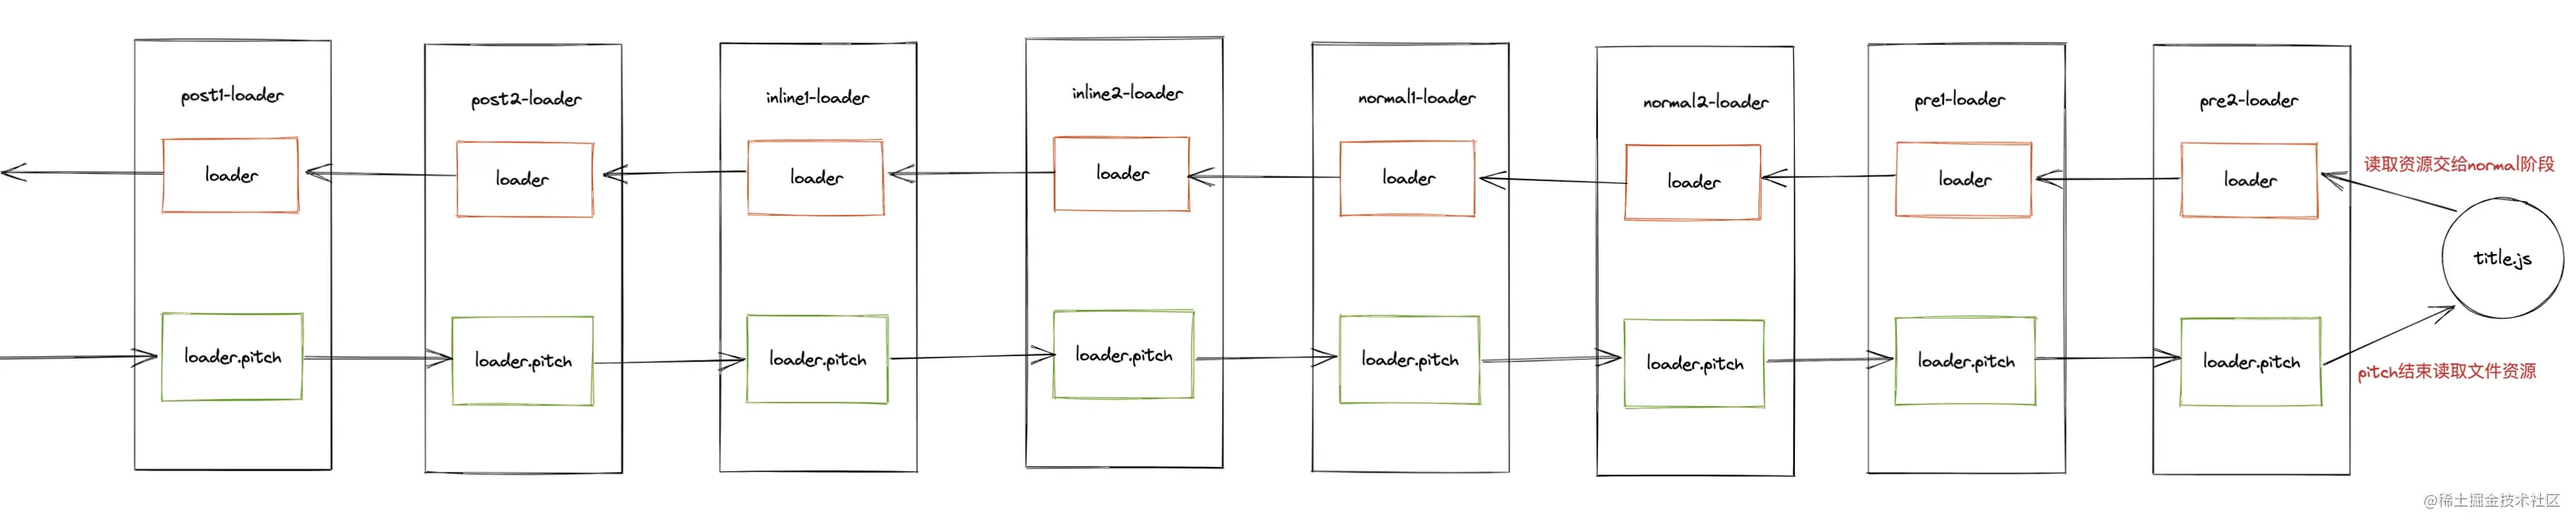 post1-loader
post2-loader
inline1-loader
inline2-loader
normal1-loader
normal2-loader
pre1-loader
pre2-loader
loader
loader
loader
loader
loader
loader
loader
loader
读取资源交给normal阶段
title.js
loader.pitch
loader.pitch
loader.pitch
loader.pitch
loader.pitch
loader.pitch
loader.pitch
loader.pitch
pitch结束读取文件资源
@稀土掘金技术社区